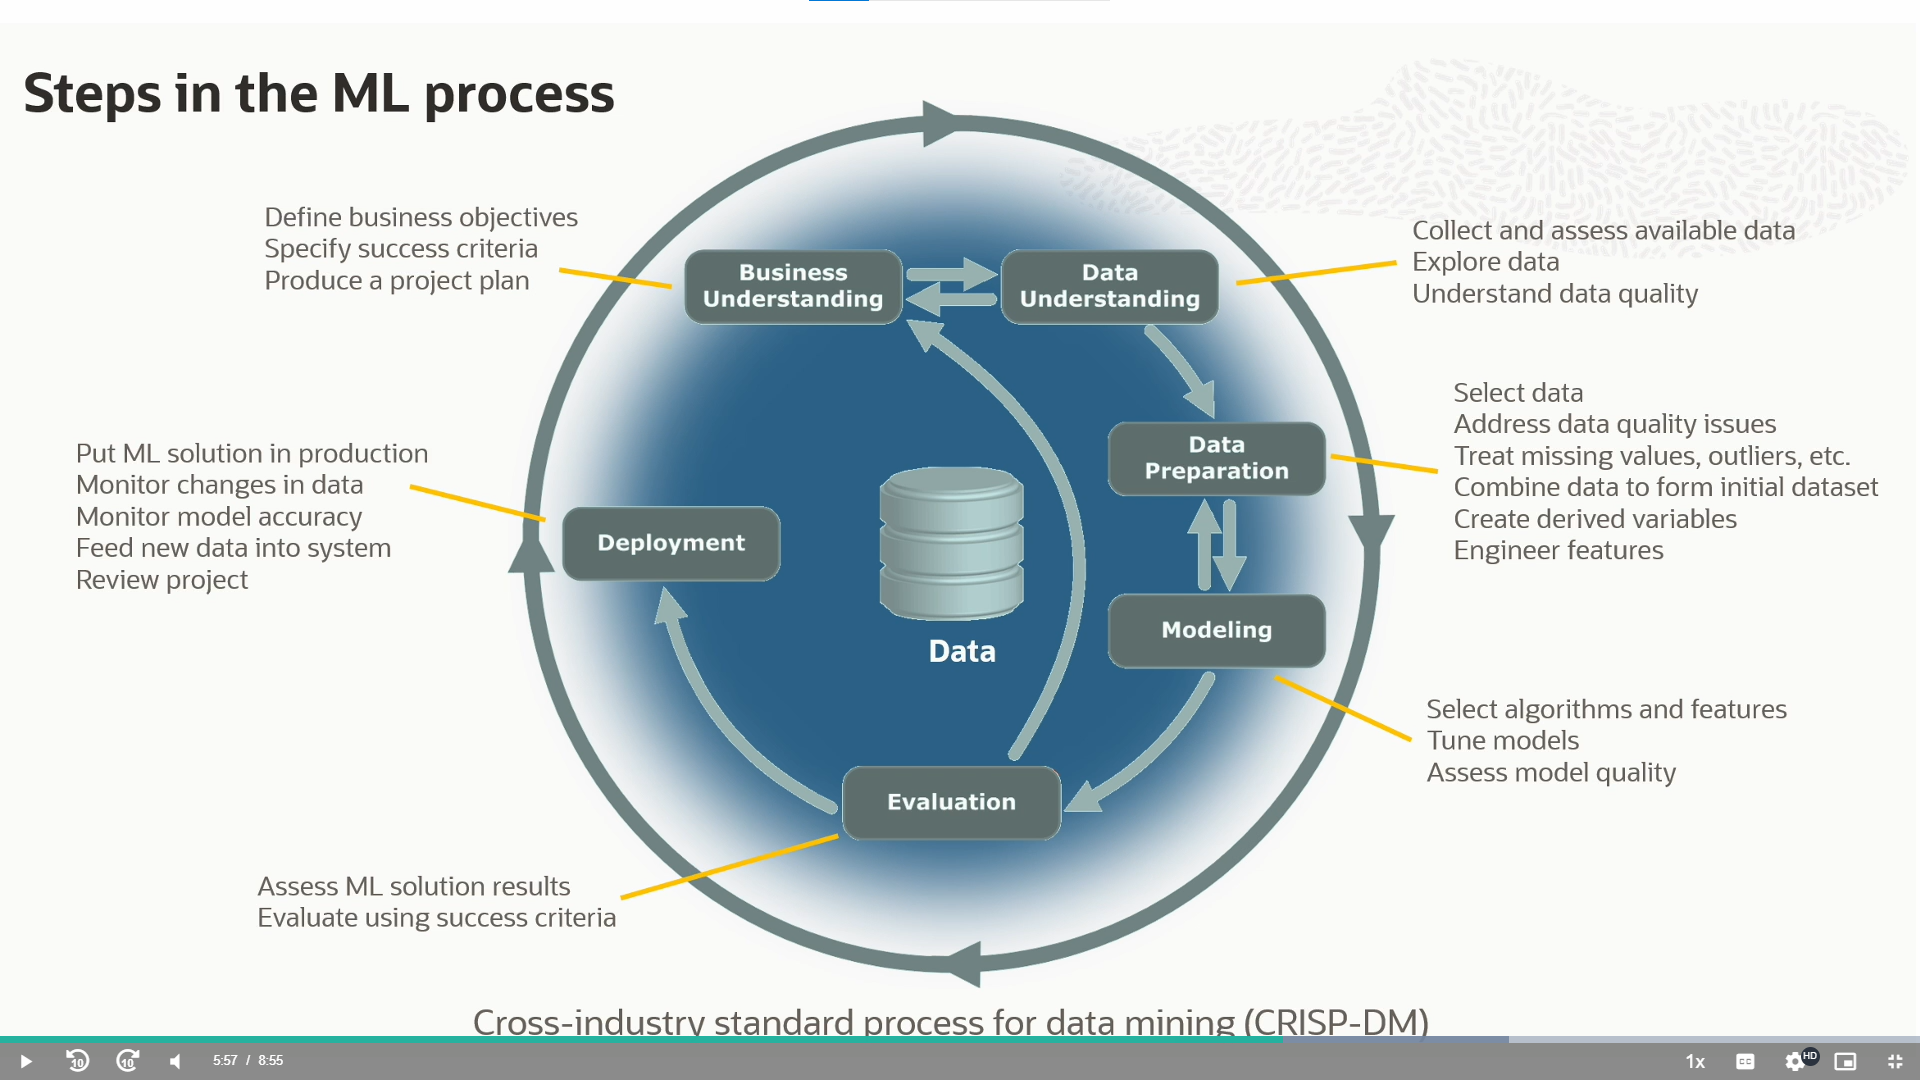 Steps in the ML process
Define business objectives
Specify success criteria
Produce a project plan
Business
Understanding
Data
Understanding
Collect and assess available data
Explore data
Understand data quality
Data
Preparation
Select data
Address data quality issues
Treat missing values, outliers, etc.
Combine data to form initial dataset
Create derived variables
Engineer features
Put ML solution in production
Monitor changes in data
Monitor model accuracy
Feed new data into system
Review project
Deployment
Data
Modeling
Select algorithms and features
Tune models
Assess model quality
Evaluation
Assess ML solution results
Evaluate using success criteria
Cross-industry standard process for data mining (CRISP-DM)
10
10
5:57 / 8:55
1x
CC
HD